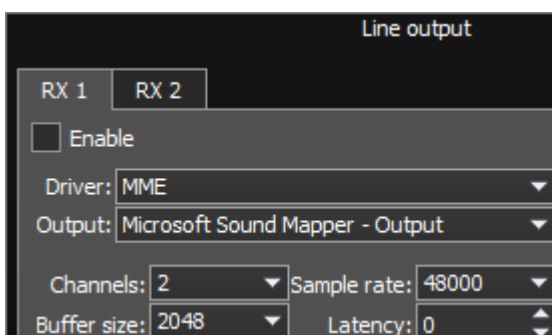 Line output
RX 1 RX 2
Enable
Driver: MME
Output: Microsoft Sound Mapper - Output
Channels: 2 Sample rate: 48000
Buffer size: 2048 Latency: 0